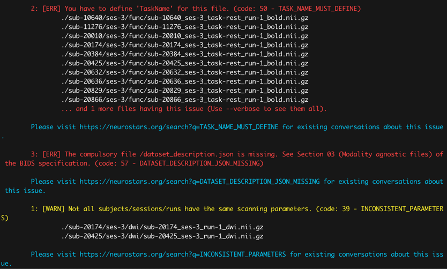 2: [ERR] You have to define 'TaskName' for this file. (code: 50 - TASK_NAME_MUST_DEFINE)
./sub-10640/ses-3/func/sub-10640_ses-3_task-rest_run-1_bold.nii.gz
./sub-11276/ses-3/func/sub-11276_ses-3_task-rest_run-1_bold.nii.gz
./sub-20010/ses-3/func/sub-20010_ses-3_task-rest_run-1_bold.nii.gz
./sub-20174/ses-3/func/sub-20174_ses-3_task-rest_run-1_bold.nii.gz
./sub-20384/ses-3/func/sub-20384_ses-3_task-rest_run-1_bold.nii.gz
./sub-20425/ses-3/func/sub-20425_ses-3_task-rest_run-1_bold.nii.gz
./sub-20632/ses-3/func/sub-20632_ses-3_task-rest_run-1_bold.nii.gz
./sub-20636/ses-3/func/sub-20636_ses-3_task-rest_run-1_bold.nii.gz
./sub-20829/ses-3/func/sub-20829_ses-3_task-rest_run-1_bold.nii.gz
./sub-20866/ses-3/func/sub-20866_ses-3_task-rest_run-1_bold.nii.gz
... and 1 more files having this issue (Use --verbose to see them all).
Please visit https://neurostars.org/search?q=TASK_NAME_MUST_DEFINE for existing conversations about this issue
.
3: [ERR] The compulsory file /dataset_description.json is missing. See Section 03 (Modality agnostic files) of
the BIDS specification. (code: 57 - DATASET_DESCRIPTION_JSON_MISSING)
Please visit https://neurostars.org/search?q=DATASET_DESCRIPTION_JSON_MISSING for existing conversations about
this issue.
1: [WARN] Not all subjects/sessions/runs have the same scanning parameters. (code: 39 - INCONSISTENT_PARAMETER
S)
./sub-20174/ses-3/dwi/sub-20174_ses-3_run-1_dwi.nii.gz
./sub-20425/ses-3/dwi/sub-20425_ses-3_run-1_dwi.nii.gz
Please visit https://neurostars.org/search?q=INCONSISTENT_PARAMETERS for existing conversations about this iss
ue.